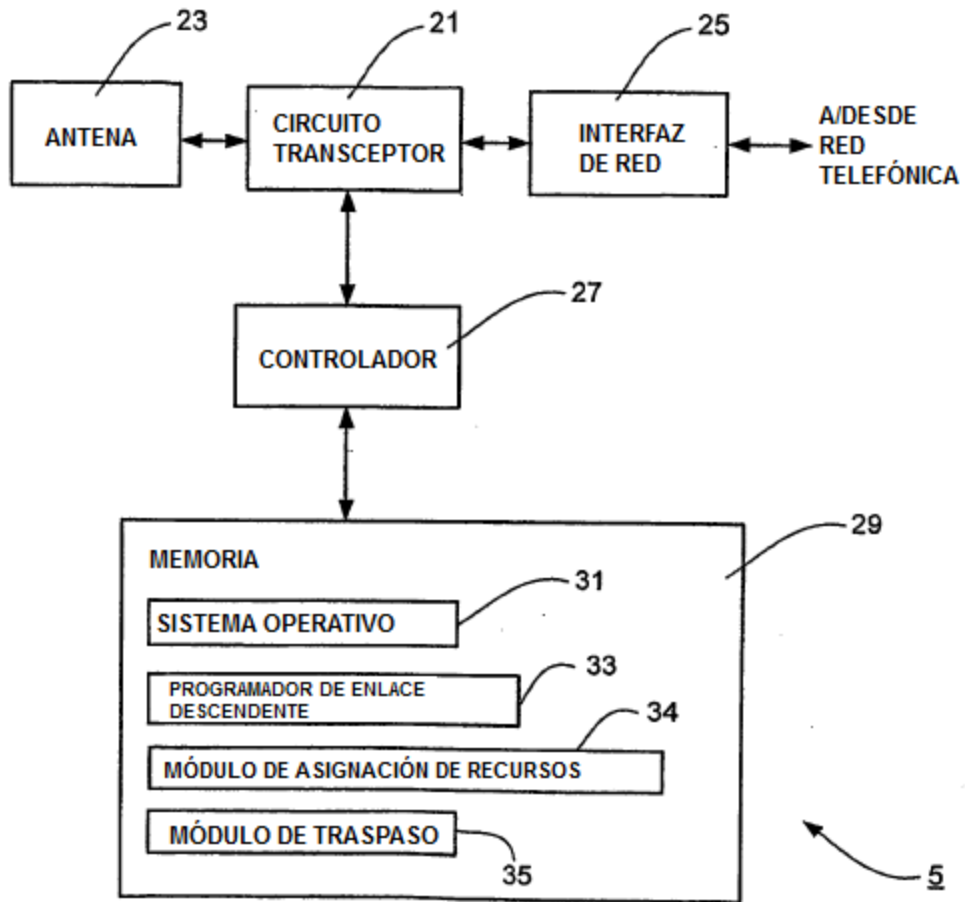 23
21
25
ANTENA
CIRCUITO
TRANSCEPTOR
INTERFAZ
DE RED
A/DESDE
RED
TELEFÓNICA
27
CONTROLADOR
29
MEMORIA
31
SISTEMA OPERATIVO
33
PROGRAMADOR DE ENLACE
DESCENDENTE
34
MÓDULO DE ASIGNACIÓN DE RECURSOS
MÓDULO DE TRASPASO
35
5